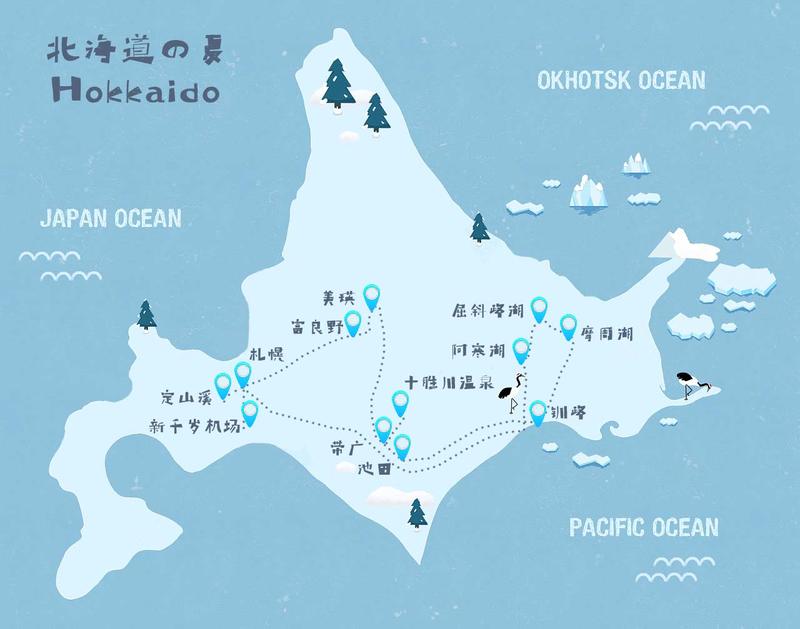 北海道の夏
Hokkaido
OKHOTSK OCEAN
JAPAN OCEAN
美瑛
富良野
屈斜峰湖
摩周湖
札幌
阿寒湖
定山溪
十胜川温泉
新千岁机场
钏峰
带广
池田
PACIFIC OCEAN